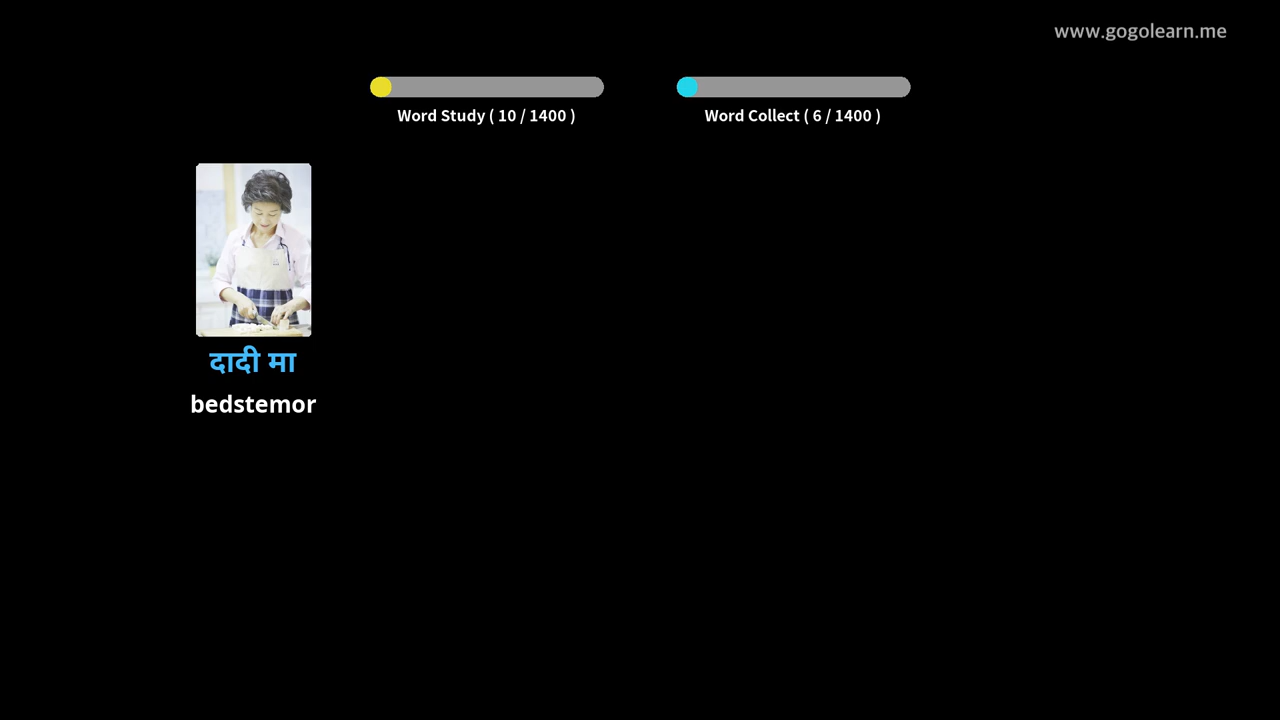 www.gogolearn.me
Word Study ( 10 / 1400 )
Word Collect ( 6 / 1400 )
दादी मा
bedstemor